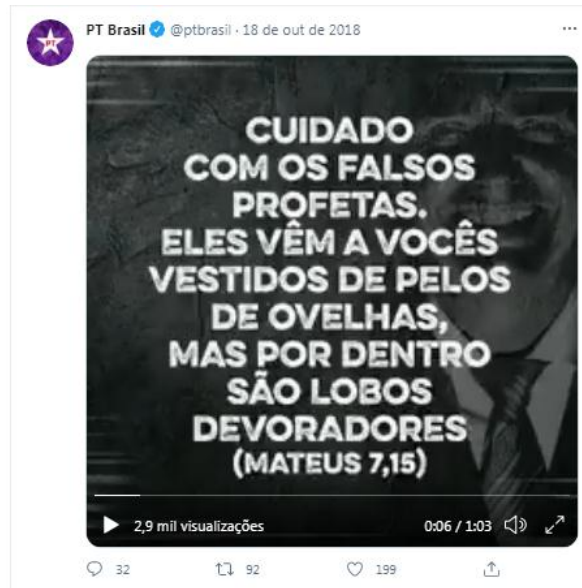 PT Brasil @ptbrasil · 18 de out de 2018 ...
PT
CUIDADO
COM OS FALSOS
PROFETAS.
ELES VÊM A VOCÊS
VESTIDOS DE PELOS
DE OVELHAS,
MAS POR DENTRO
SÃO LOBOS
DEVORADORES
(MATEUS 7,15)
2,9 mil visualizações 0:06 / 1:03
32 92 199